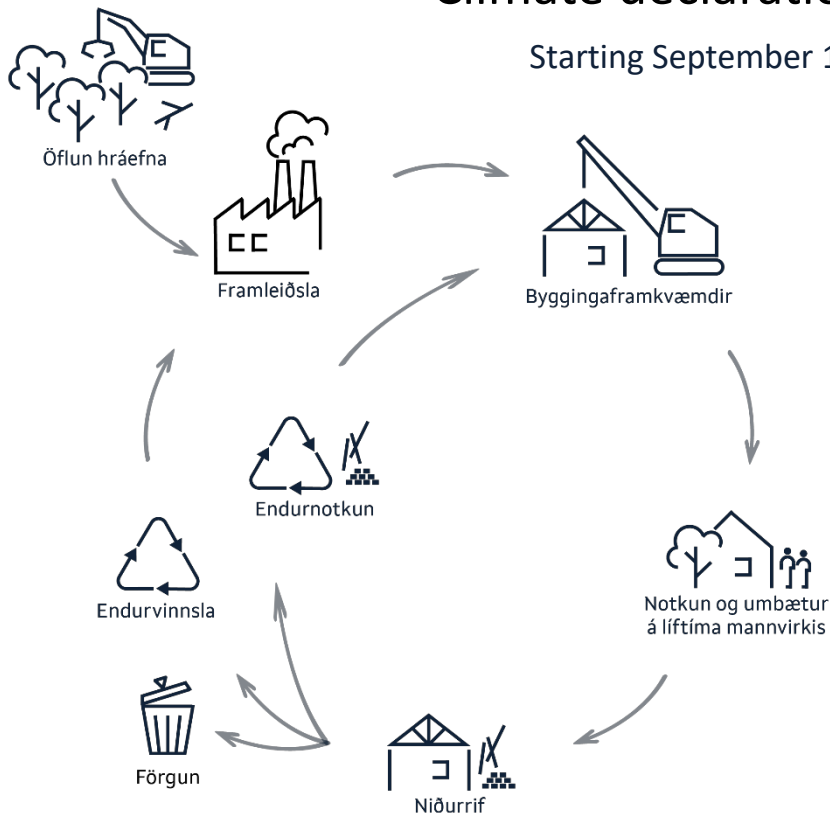 Starting September 1
Öflun hráefna
Framleiðsla
Byggingaframkvæmdir
Endurnotkun
Endurvinnsla
Notkun og umbætur
á líftíma mannvirkis
Förgun
Niðurrif